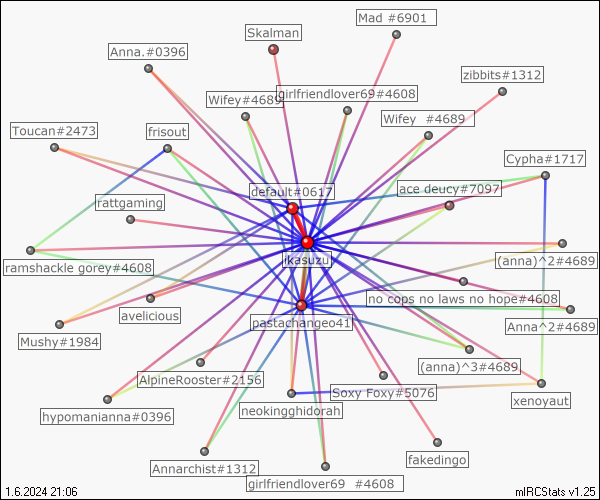 Mad #6901
Skalman
Anna.#0396
zibbits#1312
girlfriendlover69#4608
Wifey#4689
Wifey  #4689
Toucan#2473
frisout
Cypha#1717
default#0617
ace deucy#7097
rattgaming
ikasuzu
(anna)^2#4689
ramshackle gorey#4608
no cops no laws no hope#4608
avelicious
pastachangeo41
Anna^2#4689
Mushy#1984
(anna)^3#4689
AlpineRooster#2156
Soxy Foxy#5076
xenoyaut
neokingghidorah
hypomanianna#0396
fakedingo
Annarchist#1312
girlfriendlover69  #4608
1.6.2024 21:06
mIRCStats v1.25